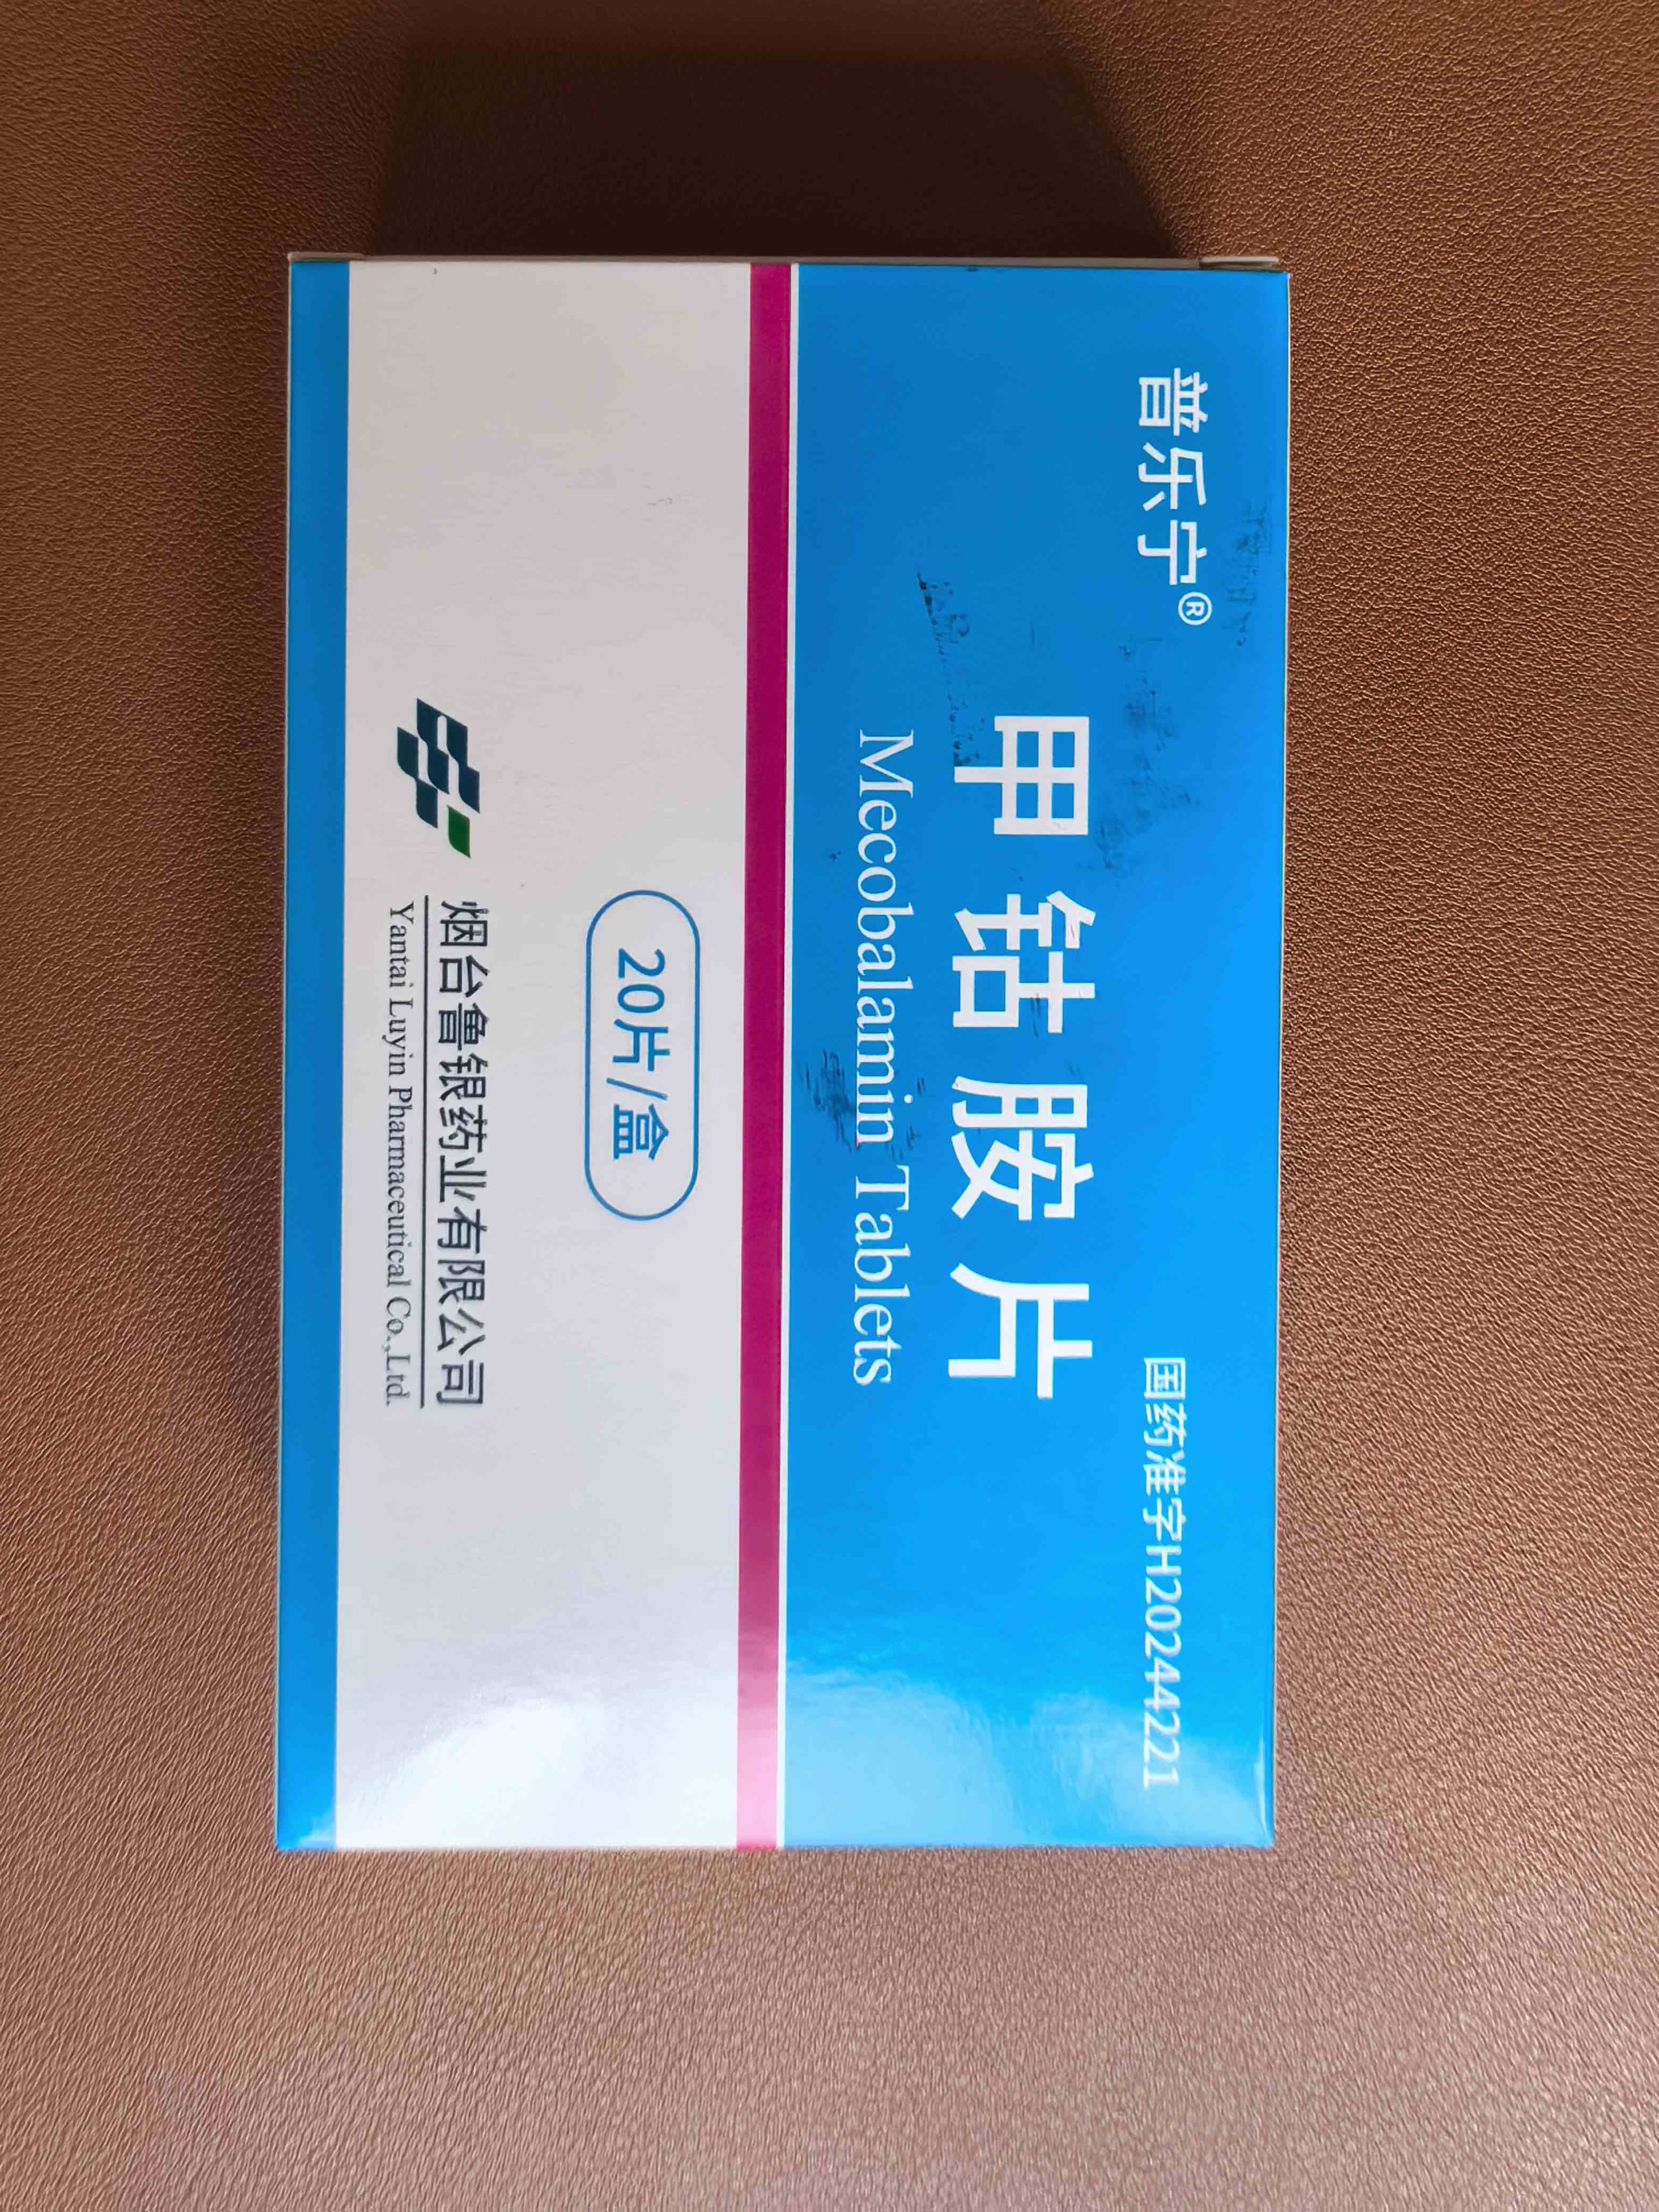 普乐宁®
国药准字H20244221
甲钴胺片
Mecobalamin Tablets
20片/盒
烟台鲁银药业有限公司
Yantai Luyin Pharmaceutical Co.,Ltd.